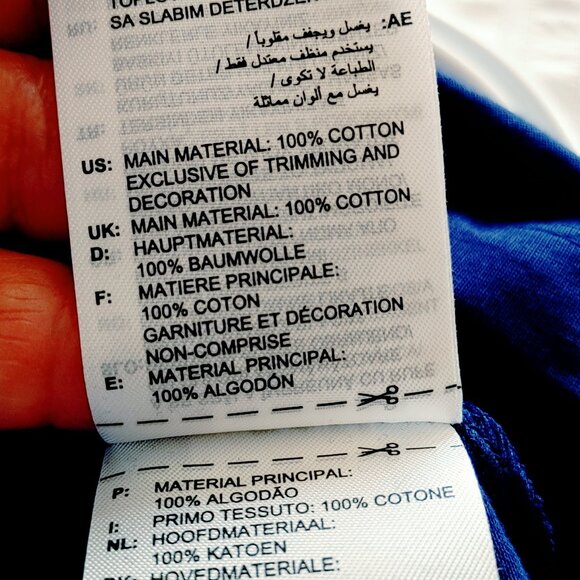 SA SLABIM DETERDŽE
AE: يغسل ويجفف مقلوبا /
يستخدم منظف معتدل فقط /
الطباعة لا تكوى /
يغسل مع ألوان مماثلة
US: MAIN MATERIAL: 100% COTTON
EXCLUSIVE OF TRIMMING AND
DECORATION
UK: MAIN MATERIAL: 100% COTTON
D: HAUPTMATERIAL:
100% BAUMWOLLE
F: MATIERE PRINCIPALE:
100% COTON
GARNITURE ET DÉCORATION
NON-COMPRISE
E: MATERIAL PRINCIPAL:
100% ALGODÓN
P: MATERIAL PRINCIPAL:
100% ALGODÃO
I: PRIMO TESSUTO: 100% COTONE
NL: HOOFDMATERIAAL:
100% KATOEN
HOVEDMATERIALE: